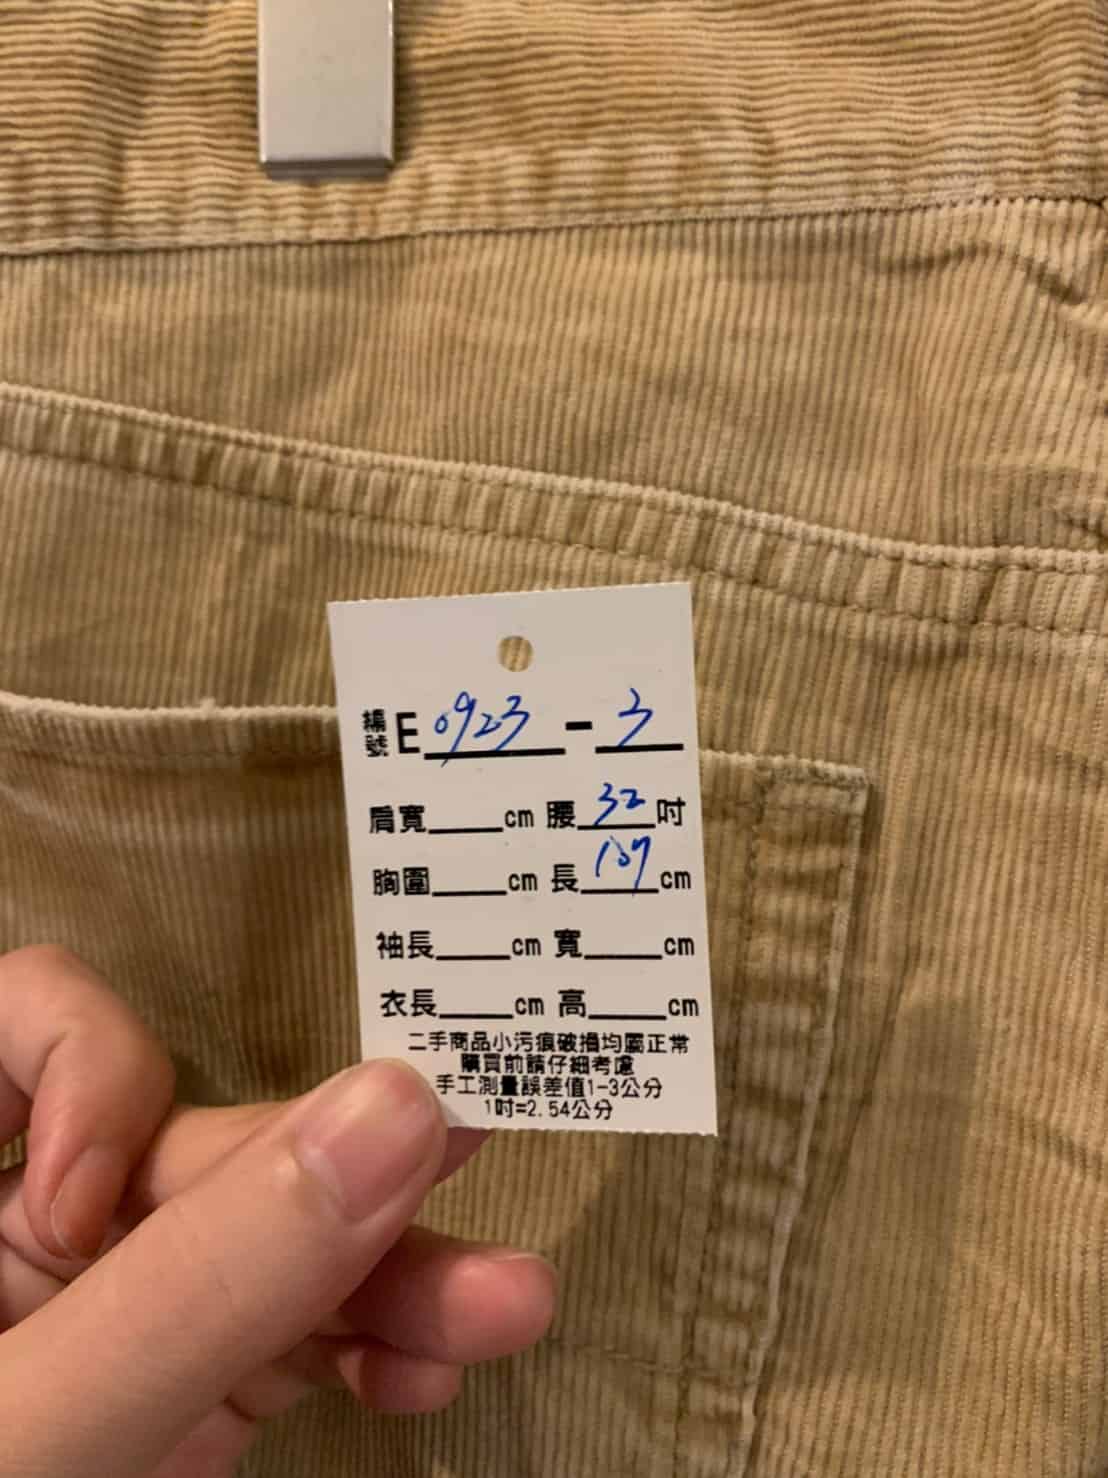 編號 E 0923 - 3
肩寬____cm 腰 32 吋
胸圍____cm 長 107 cm
袖長____cm 寬____cm
衣長____cm 高____cm
二手商品小污痕破損均屬正常
購買前請仔細考慮
手工測量誤差值1-3公分
1吋=2.54公分